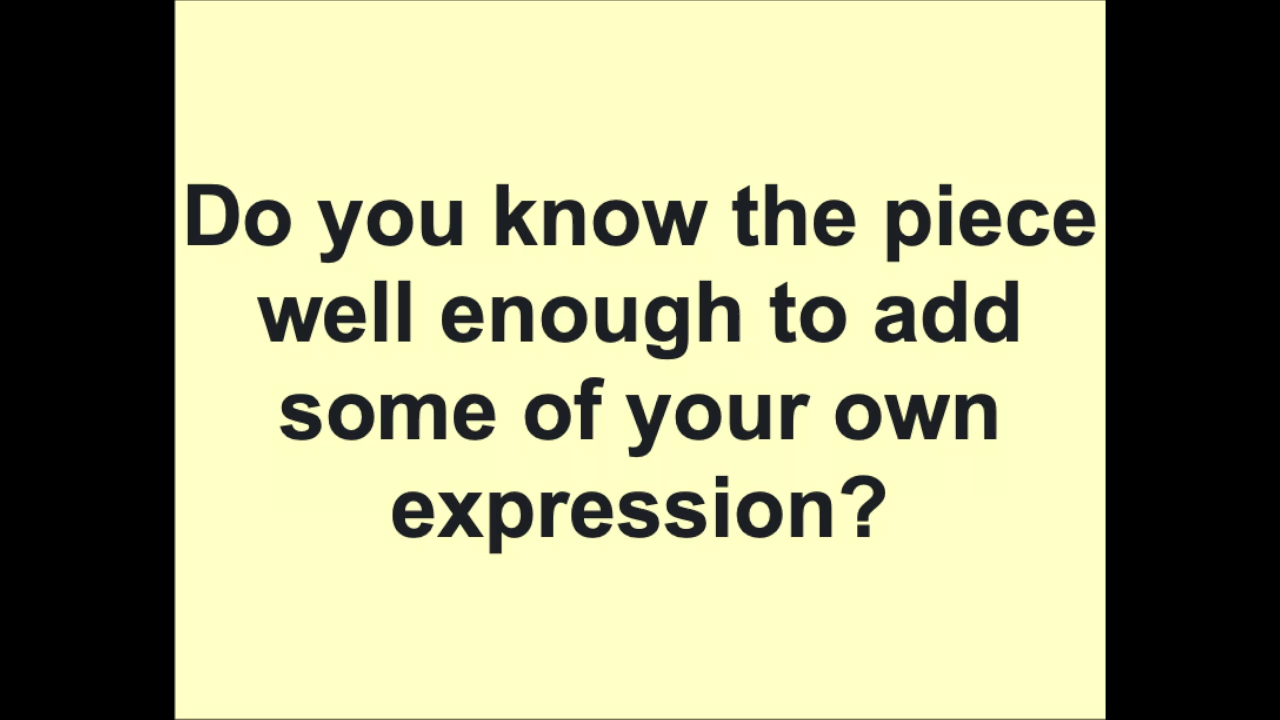 Do you know the piece
well enough to add
some of your own
expression?